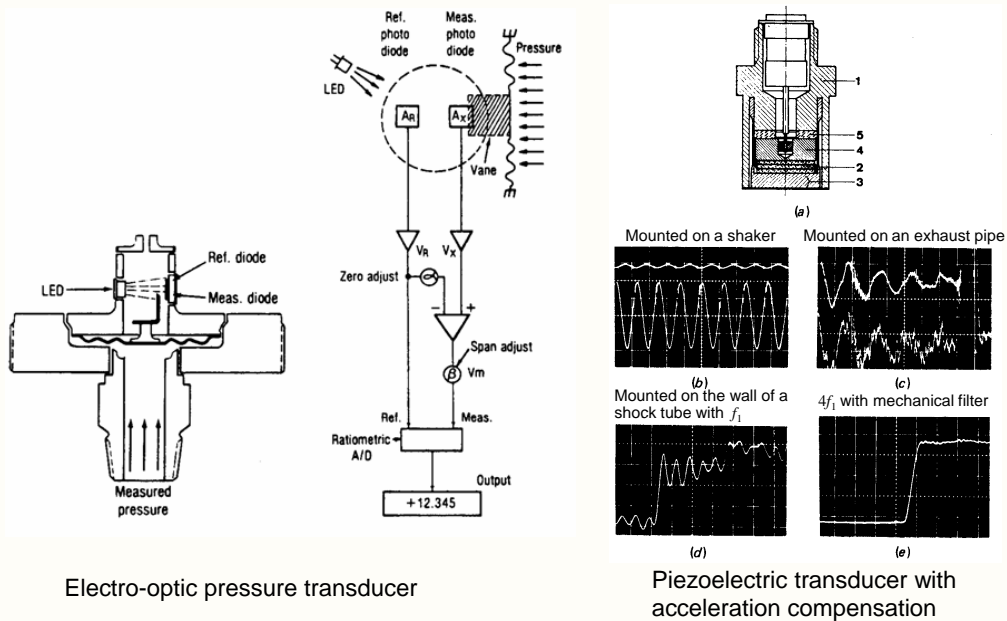 Ref.
photo
diode
Meas.
photo
diode
Pressure
LED
A_R
A_X
Vane
V_R
V_X
Zero adjust
α
−
+
Span adjust
β
Vm
Ref.
Meas.
Ratiometric
A/D
Output
+12.345
LED
Ref. diode
Meas. diode
Measured
pressure
Electro-optic pressure transducer
1
5
4
2
3
(a)
Mounted on a shaker
Mounted on an exhaust pipe
(b)
(c)
Mounted on the wall of a
shock tube with f₁
4f₁ with mechanical filter
(d)
(e)
Piezoelectric transducer with
acceleration compensation